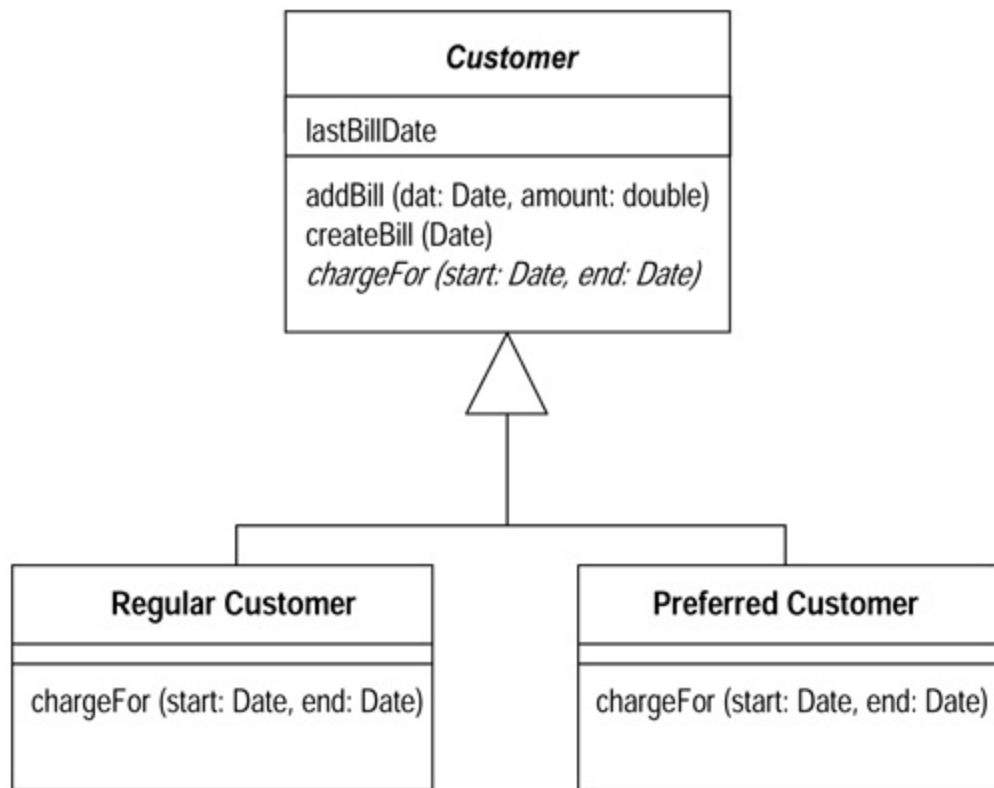 Customer
lastBillDate
addBill (dat: Date, amount: double)
createBill (Date)
chargeFor (start: Date, end: Date)
Regular Customer
chargeFor (start: Date, end: Date)
Preferred Customer
chargeFor (start: Date, end: Date)